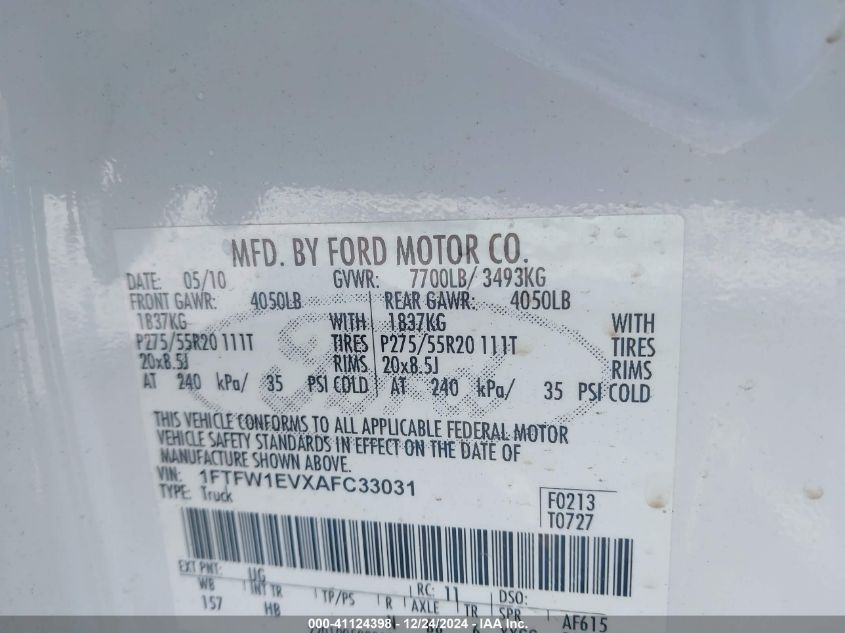 MFD. BY FORD MOTOR CO.
DATE: 05/10 GVWR: 7700LB/ 3493KG
FRONT GAWR: 4050LB REAR GAWR: 4050LB
1837KG WITH 1837KG WITH
P275/55R20 111T TIRES P275/55R20 111T TIRES
20x8.5J RIMS 20x8.5J RIMS
AT 240 kPa/ 35 PSI COLD AT 240 kPa/ 35 PSI COLD
THIS VEHICLE CONFORMS TO ALL APPLICABLE FEDERAL MOTOR
VEHICLE SAFETY STANDARDS IN EFFECT ON THE DATE OF
MANUFACTURE SHOWN ABOVE.
VIN: 1FTFW1EVXAFC33031
TYPE: Truck
F0213
T0727
EXT PNT: UG RC: 11 DSO:
WB INT TR TP/PS R AXLE TR SPR AF615
157 HB
000-41124398 - 12/24/2024 - IAA Inc.